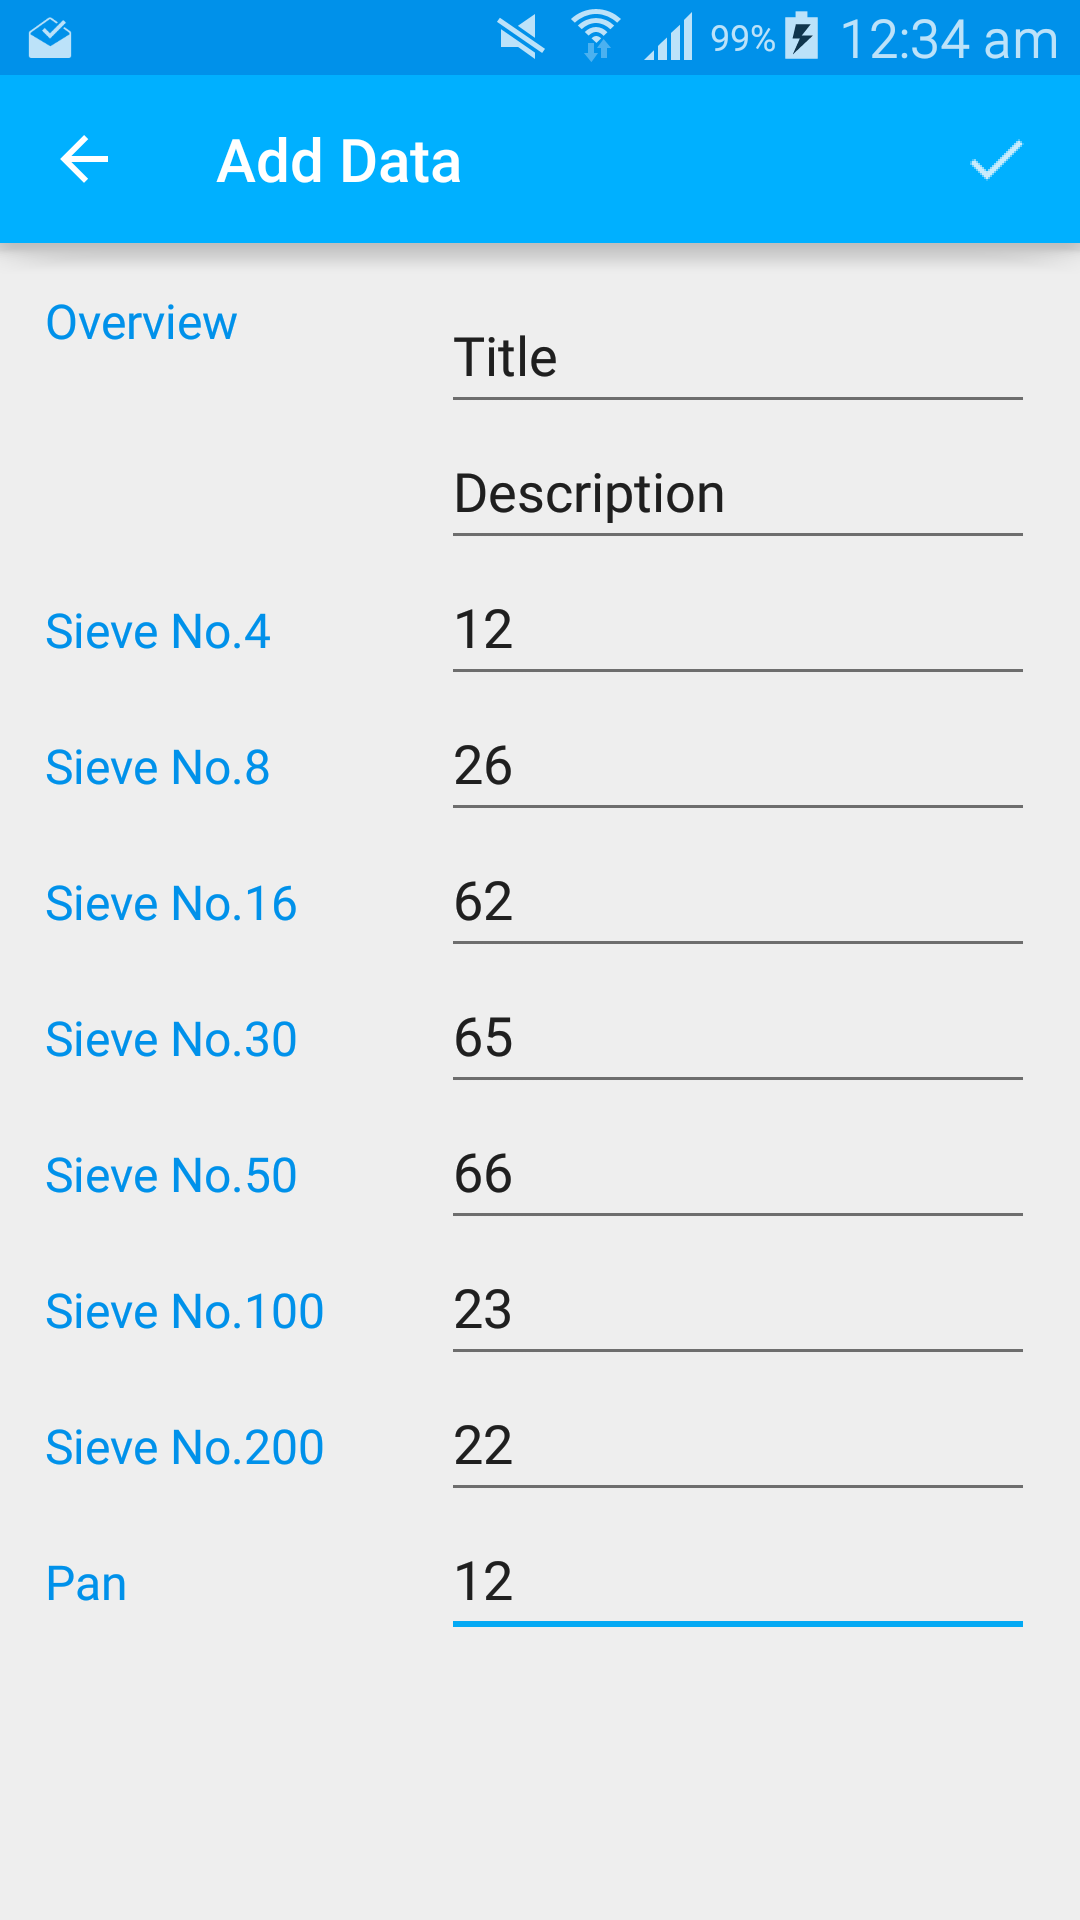 99% 12:34 am
Add Data
Overview
Title
Description
Sieve No.4 12
Sieve No.8 26
Sieve No.16 62
Sieve No.30 65
Sieve No.50 66
Sieve No.100 23
Sieve No.200 22
Pan 12